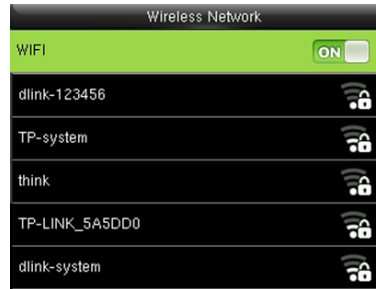 Wireless Network
WIFI ON
dlink-123456
TP-system
think
TP-LINK_5A5DD0
dlink-system